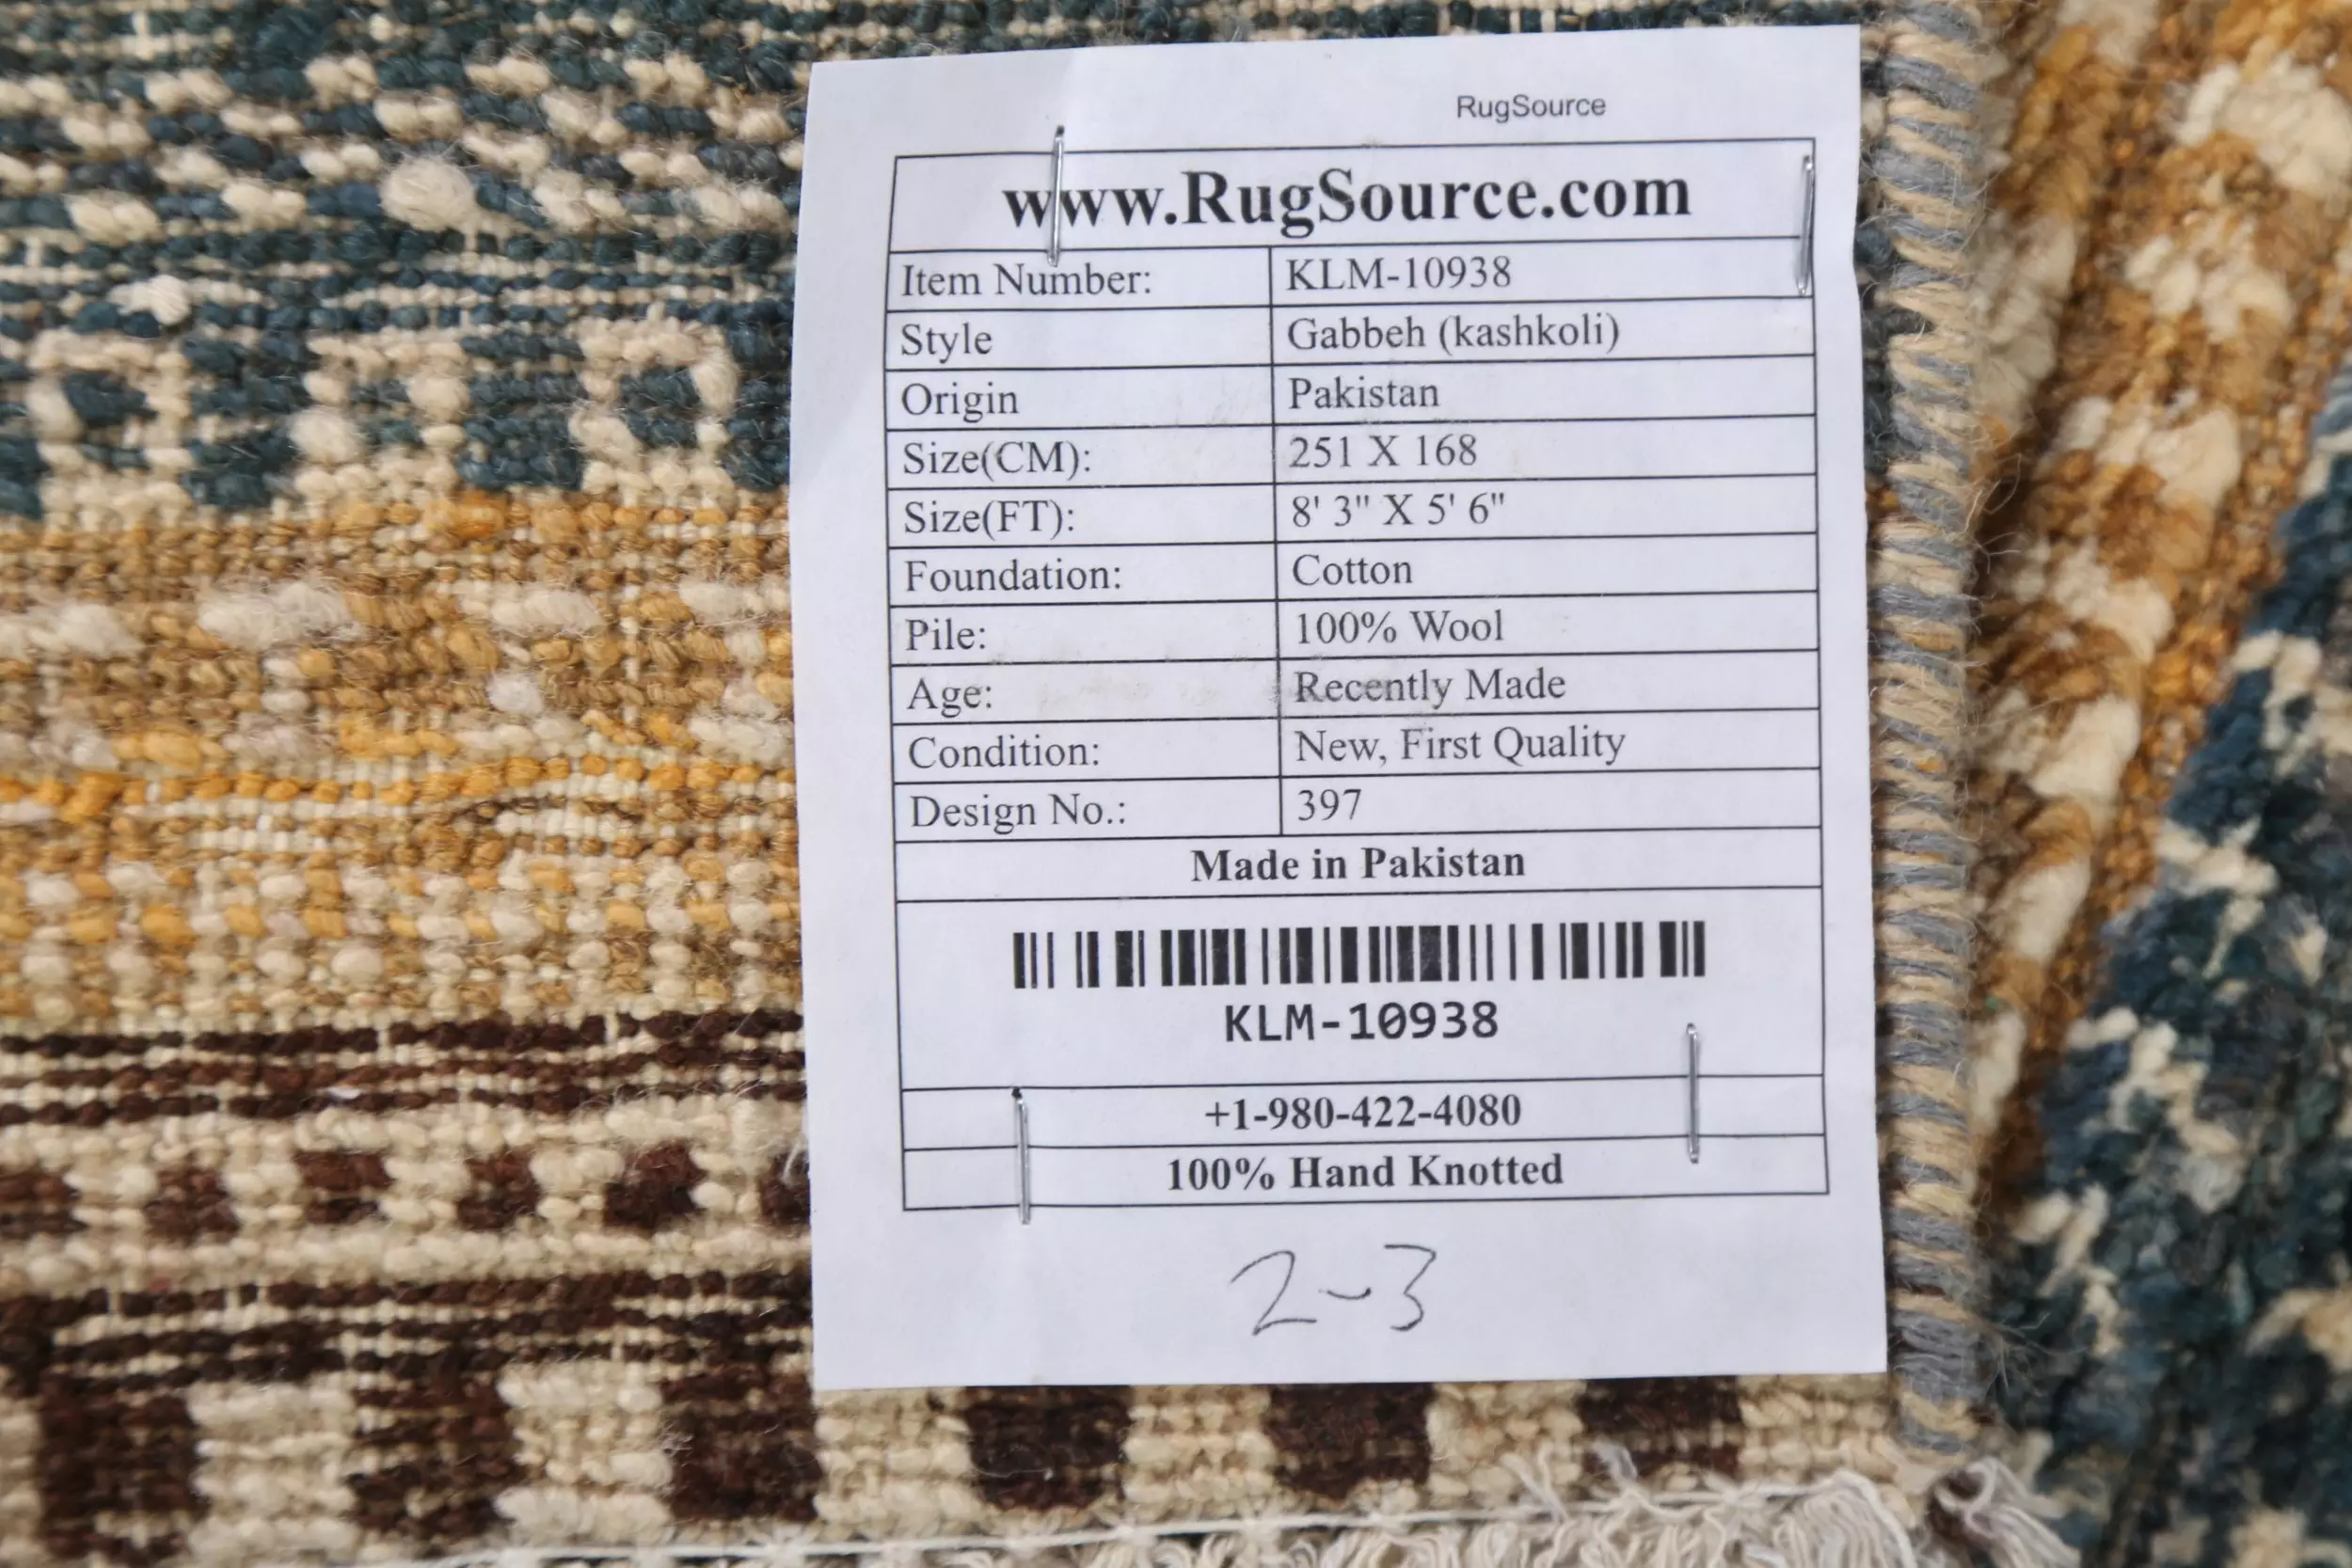 RugSource
www.RugSource.com
Item Number: KLM-10938
Style Gabbeh (kashkoli)
Origin Pakistan
Size(CM): 251 X 168
Size(FT): 8' 3" X 5' 6"
Foundation: Cotton
Pile: 100% Wool
Age: Recently Made
Condition: New, First Quality
Design No.: 397
Made in Pakistan
KLM-10938
+1-980-422-4080
100% Hand Knotted
2-3